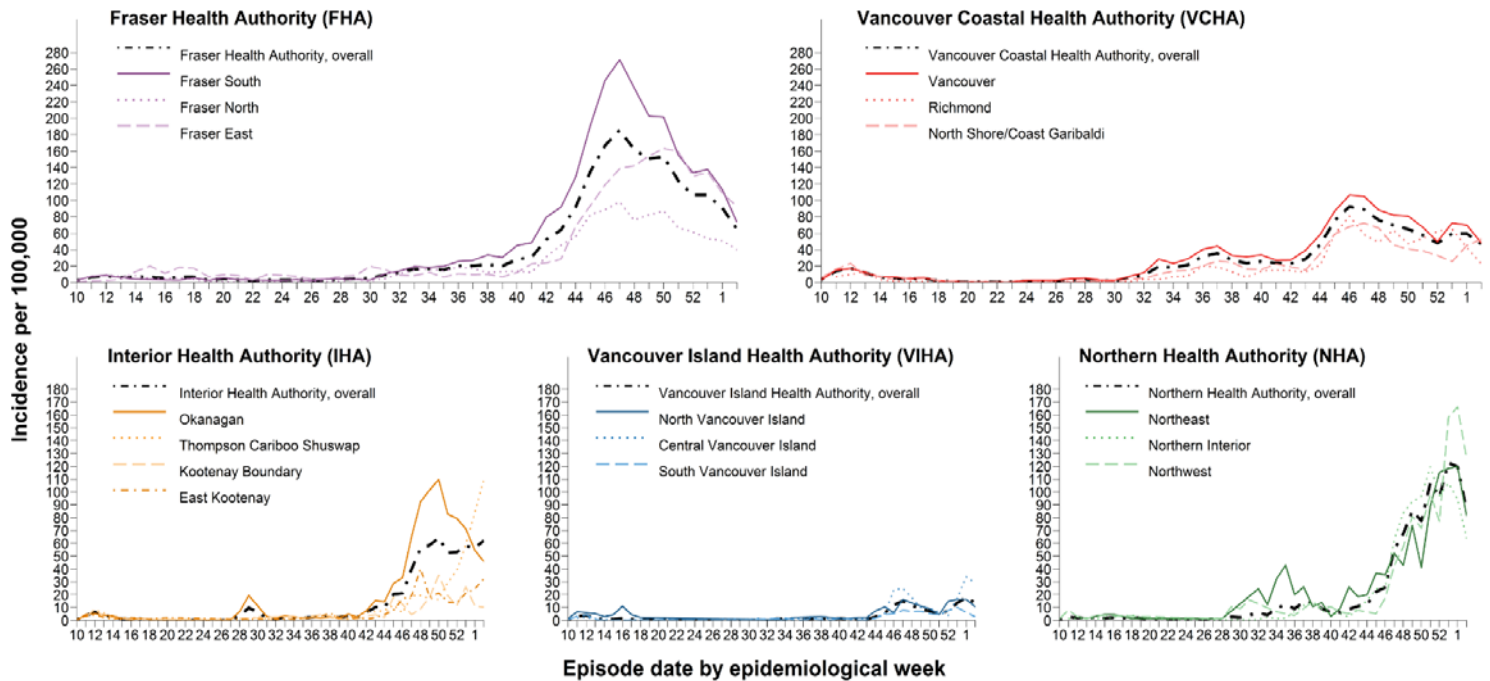 Fraser Health Authority (FHA)
Fraser Health Authority, overall
Fraser South
Fraser North
Fraser East
280
260
240
220
200
180
160
140
120
100
80
60
40
20
0
10 12 14 16 18 20 22 24 26 28 30 32 34 36 38 40 42 44 46 48 50 52 1
Vancouver Coastal Health Authority (VCHA)
Vancouver Coastal Health Authority, overall
Vancouver
Richmond
North Shore/Coast Garibaldi
280
260
240
220
200
180
160
140
120
100
80
60
40
20
0
10 12 14 16 18 20 22 24 26 28 30 32 34 36 38 40 42 44 46 48 50 52 1
Incidence per 100,000
Interior Health Authority (IHA)
Interior Health Authority, overall
Okanagan
Thompson Cariboo Shuswap
Kootenay Boundary
East Kootenay
180
170
160
150
140
130
120
110
100
90
80
70
60
50
40
30
20
10
0
10 12 14 16 18 20 22 24 26 28 30 32 34 36 38 40 42 44 46 48 50 52 1
Vancouver Island Health Authority (VIHA)
Vancouver Island Health Authority, overall
North Vancouver Island
Central Vancouver Island
South Vancouver Island
180
170
160
150
140
130
120
110
100
90
80
70
60
50
40
30
20
10
0
10 12 14 16 18 20 22 24 26 28 30 32 34 36 38 40 42 44 46 48 50 52 1
Northern Health Authority (NHA)
Northern Health Authority, overall
Northeast
Northern Interior
Northwest
180
170
160
150
140
130
120
110
100
90
80
70
60
50
40
30
20
10
0
10 12 14 16 18 20 22 24 26 28 30 32 34 36 38 40 42 44 46 48 50 52 1
Episode date by epidemiological week